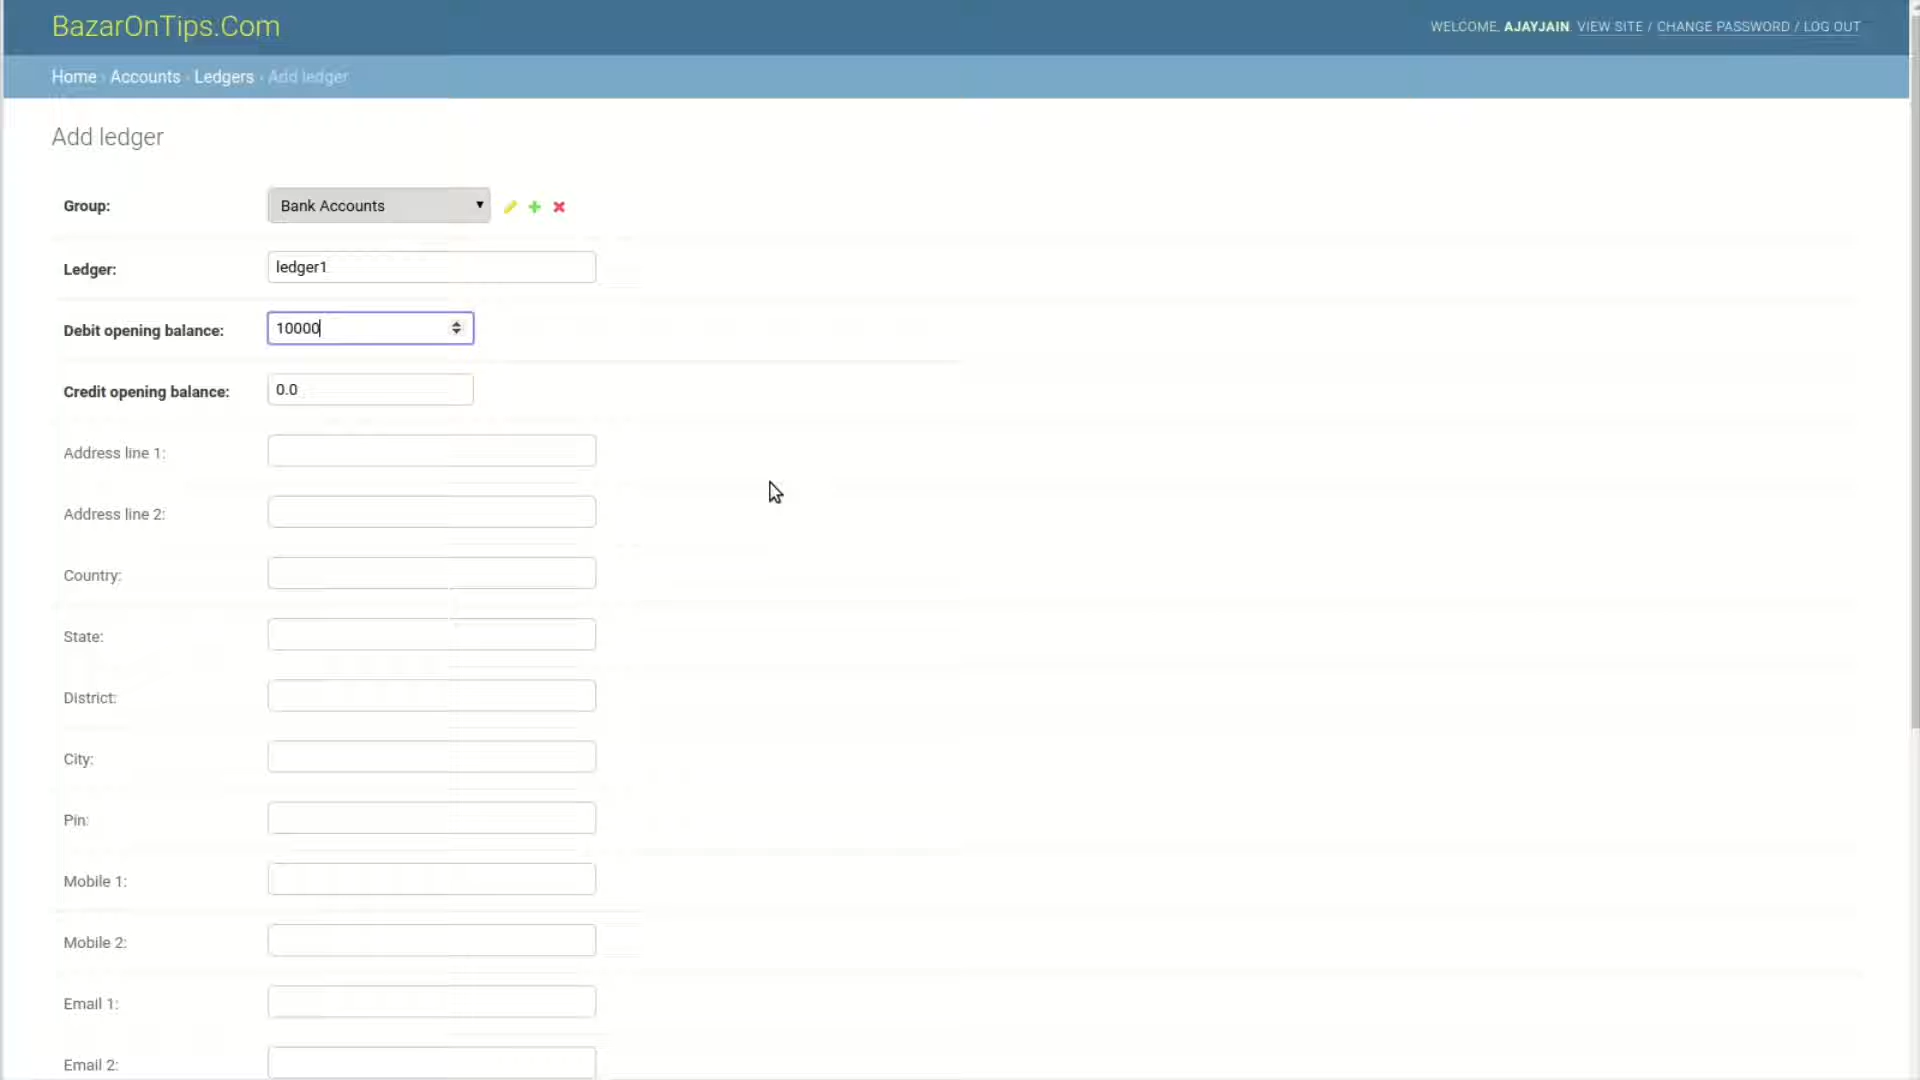 BazarOnTips.Com
WELCOME, AJAYJAIN. VIEW SITE / CHANGE PASSWORD / LOG OUT
Home › Accounts › Ledgers › Add ledger
Add ledger
Group: Bank Accounts
Ledger: ledger1
Debit opening balance: 10000
Credit opening balance: 0.0
Address line 1:
Address line 2:
Country:
State:
District:
City:
Pin:
Mobile 1:
Mobile 2:
Email 1:
Email 2: